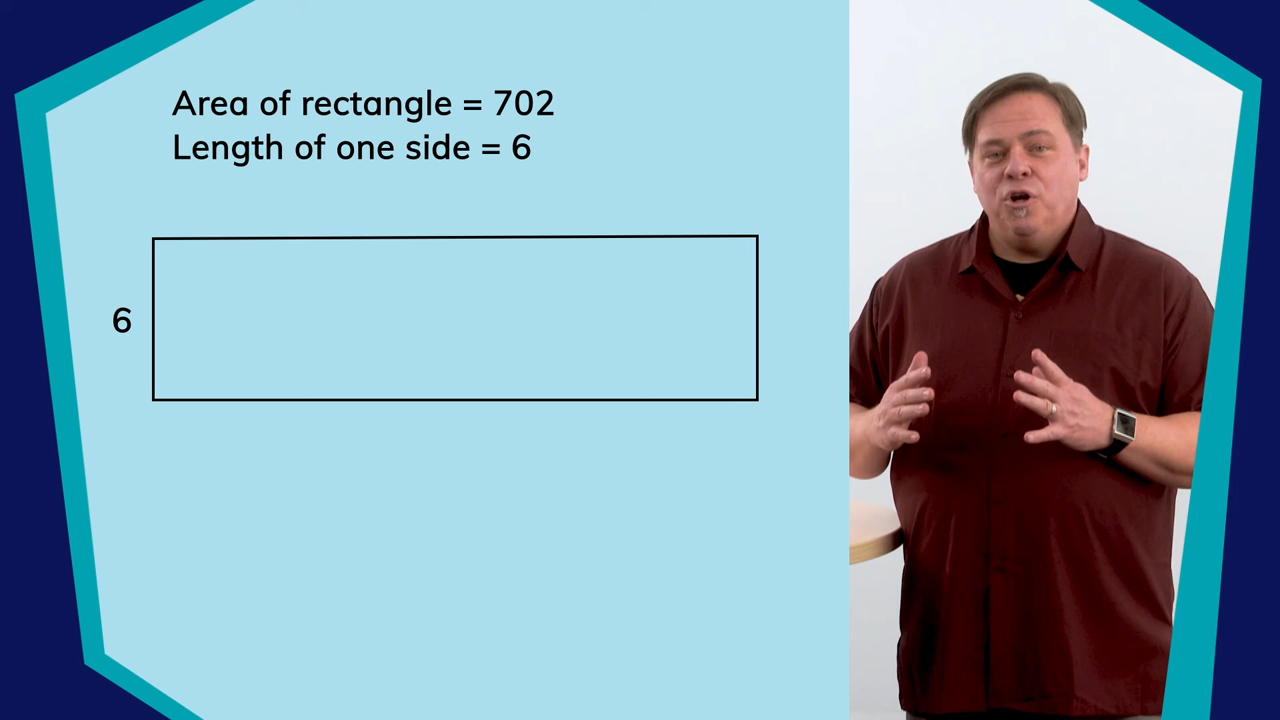 Area of rectangle = 702
Length of one side = 6
6